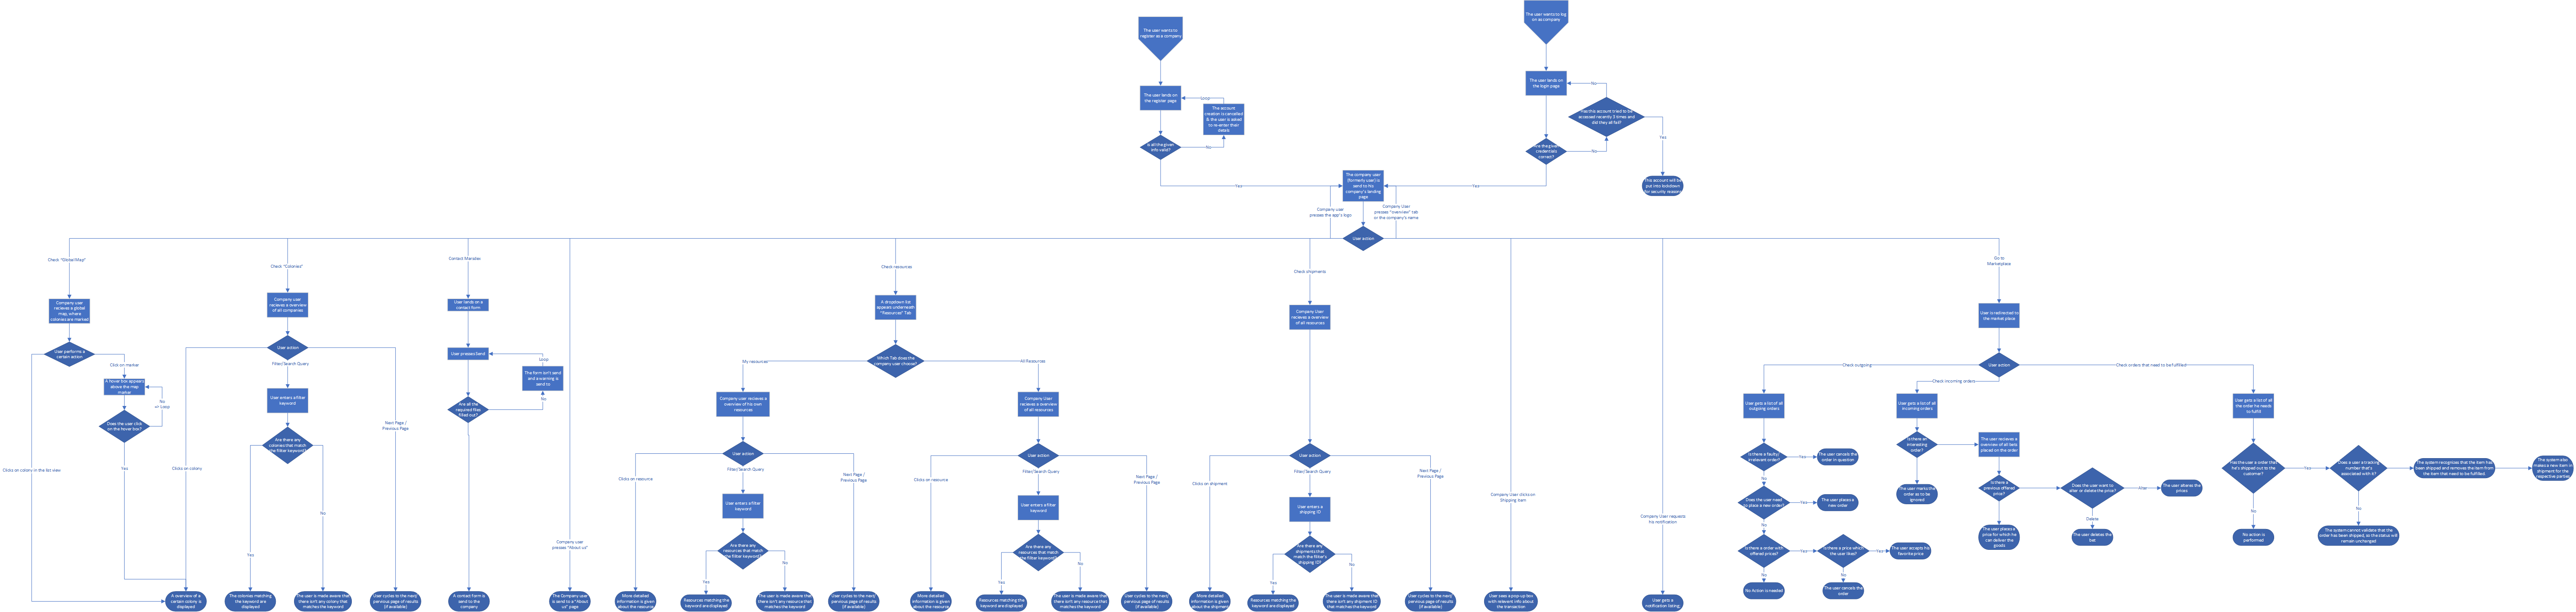 The user wants to log
on as company
The user wants to
register as a company
The user lands on
the login page
The user lands on
the register page
Loop
No
The account
creation is cancelled
& the user is asked
to re-enter their
details
Has this account tried to be
accessed recently 3 times and
did they all fail?
Is all the given
info valid?
No
Are the given
credentials
correct?
No
Yes
This account will be
put into lockdown
for security reasons
Yes
The company user
(formerly user) is
send to his
company's landing
page
Yes
Company user
presses the app's logo
Company User
presses "overview" tab
or the company's name
User action
Check "Global Map"
Company user
recieves a global
map, where
colonies are marked
User performs a
certain action
Click on marker
A hover box appears
above the map
marker
No
or Loop
Does the user click
on the hover box?
Yes
Clicks on colony in the list view
A overview of a
certain colony is
displayed
Check "Colonies"
Company user
recieves a overview
of all companies
User action
Filter/Search Query
Clicks on colony
User enters a filter
keyword
Next Page /
Previous Page
Are there any
colonies that match
the filter keyword?
Yes
No
The colonies matching
the keyword are
displayed
The user is made aware that
there isn't any colony that
matches the keyword
User cycles to the next/
pervious page of results
(if available)
User lands on a
contact form
User presses Send
Loop
The form isn't send
and a warning is
send to
No
Are all the
required files
filled out?
A contact form is
send to the
company
Company user
presses "About us"
The Company user
is send to a "About
us" page
Check resources
A dropdown list
appears underneath
"Resources" Tab
Which Tab does the
company user choose?
My resources
All Resources
Company user recieves a
overview of his own
resources
User action
Filter/Search Query
Clicks on resource
Next Page /
Previous Page
User enters a filter
keyword
Are there any
resources that match
the filter keyword?
Yes
No
More detailed
information is given
about the resource
Resources matching the
keyword are displayed
The user is made aware that
there isn't any resource that
matches the keyword
User cycles to the next/
pervious page of results
(if available)
Company User
recieves a overview
of all resources
User action
Filter/Search Query
Clicks on resource
Next Page /
Previous Page
User enters a filter
keyword
Are there any
resources that match
the filter keyword?
Yes
No
More detailed
information is given
about the resource
Resources matching the
keyword are displayed
The user is made aware that
there isn't any resource that
matches the keyword
User cycles to the next/
pervious page of results
(if available)
Check shipments
Company User
recieves a overview
of all resources
User action
Filter/Search Query
Clicks on shipment
Next Page /
Previous Page
User enters a
shipping ID
Are there any
shipments that
match the filter's
shipping ID?
Yes
No
More detailed
information is given
about the shipment
Resources matching the
keyword are displayed
The user is made aware that
there isn't any shipment ID
that matches the keyword
User cycles to the next/
pervious page of results
(if available)
Company User clicks on
Shipping item
User sees a pop-up box
with relevant info about
the transaction
Company User requests
his notification
User gets a
notification listing
Go to
Marketplace
User is redirected to
the market place
User action
Check outgoing
Check incoming orders
Check orders that need to be fulfilled
User gets a list of all
outgoing orders
Is there a faulty/
irrelevant order?
Yes
The user cancels the
order in question
No
Does the user need
to place a new order?
Yes
The user places a
new order
No
Is there a order with
offered prices?
Yes
Is there a price which
the user likes?
Yes
The user accepts his
favorite price
No
No Action is needed
No
The user cancels the
order
User gets a list of all
incoming orders
Is there an
interesting
order?
The user marks the
order as to be
ignored
The user recieves a
overview of all bets
placed on the order
Is there a
previous offered
price?
The user places a
price for which he
can deliver the
goods
Does the user want to
alter or delete the price?
Alter
The user alteres the
prices
Delete
The user deletes the
bet
User gets a list of all
the order he needs
to fulfill
Has the user a order that
he's shipped out to the
customer?
Yes
No
No action is
performed
Does a user a tracking
number that's
associated with it?
No
The system cannot validate that the
order has been shipped, so the status will
remain unchanged
The system recognizes that the item has
been shipped and removes the item from
the item that need to be fulfilled
The system also
makes a new item in
shipment for the
respective parties